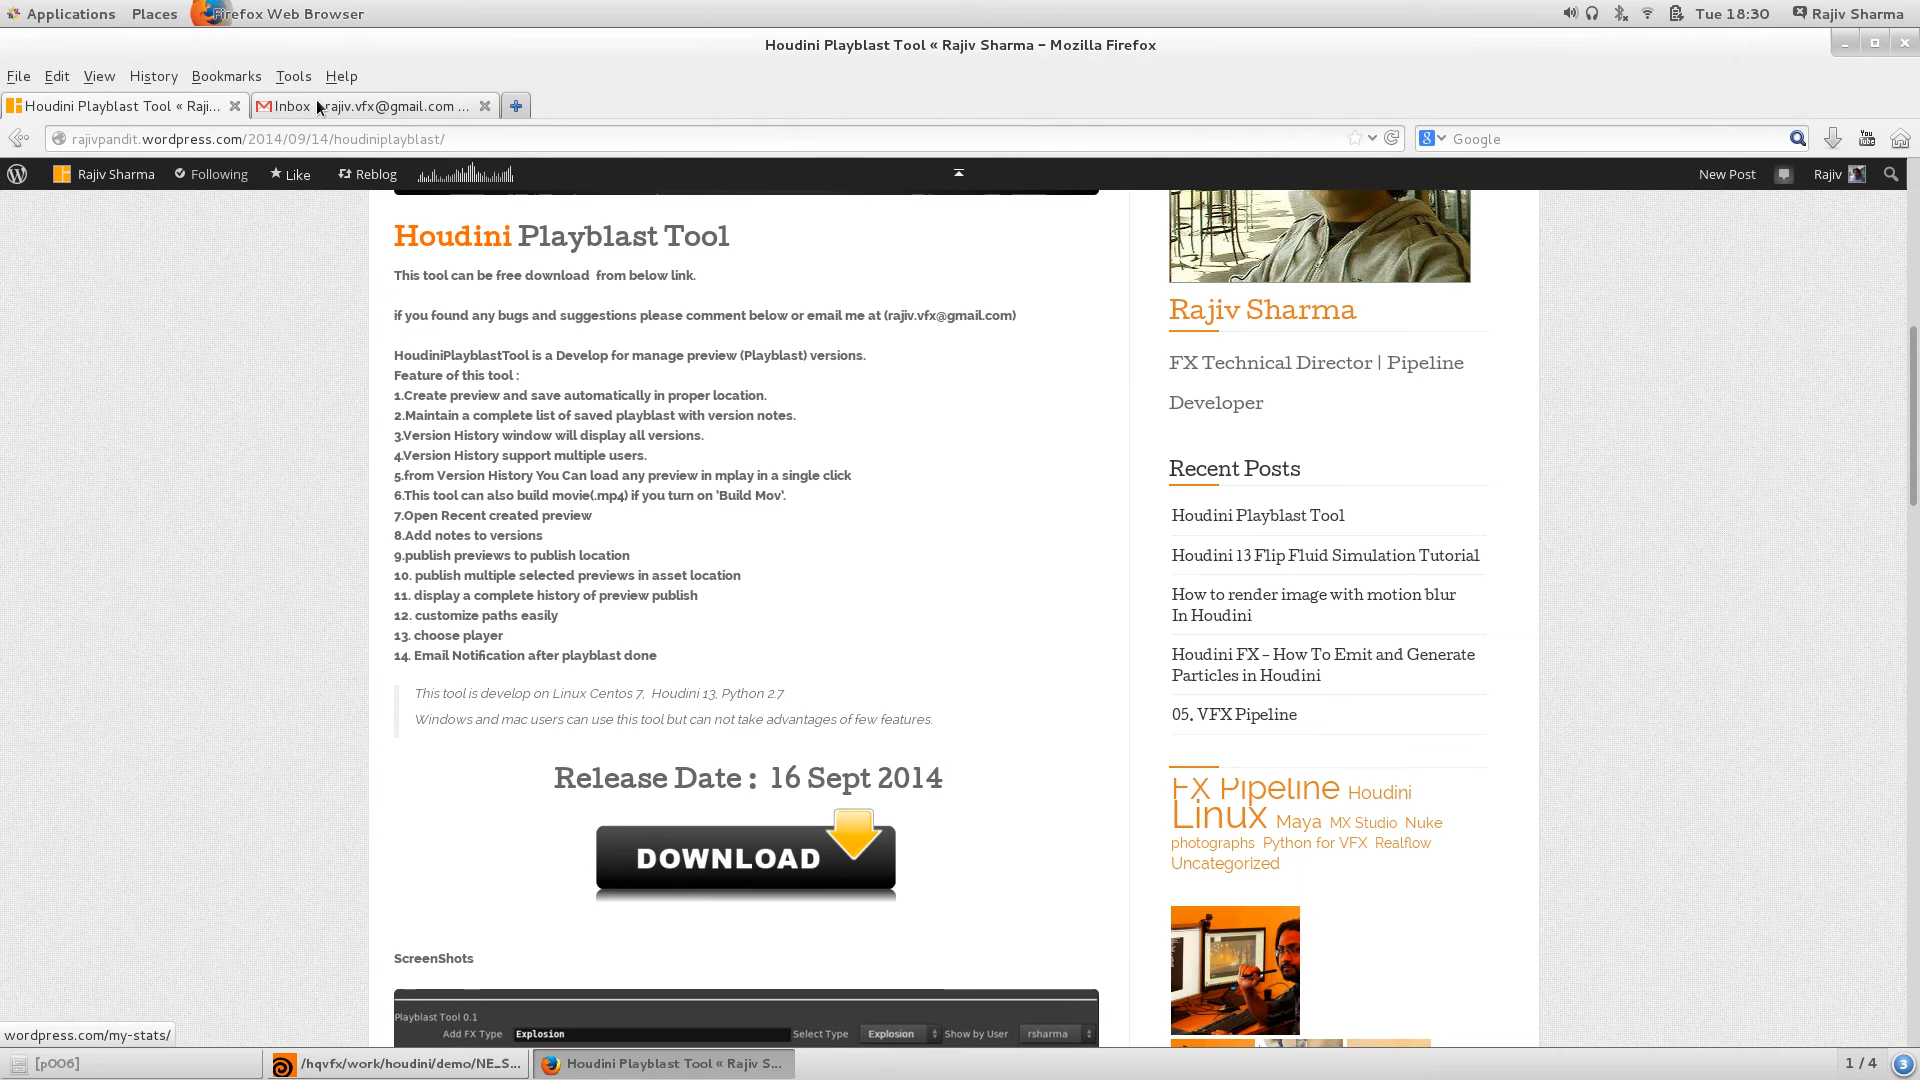 Applications Places Firefox Web Browser Tue 18:30 Rajiv Sharma
Houdini Playblast Tool « Rajiv Sharma - Mozilla Firefox
File Edit View History Bookmarks Tools Help
Houdini Playblast Tool « Raji... Inbox rajiv.vfx@gmail.com ...
rajivpandit.wordpress.com/2014/09/14/houdiniplayblast/ Google
Rajiv Sharma Following Like Reblog New Post Rajiv
Houdini Playblast Tool
This tool can be free download from below link.
if you found any bugs and suggestions please comment below or email me at (rajiv.vfx@gmail.com)
HoudiniPlayblastTool is a Develop for manage preview (Playblast) versions.
Feature of this tool :
1.Create preview and save automatically in proper location.
2.Maintain a complete list of saved playblast with version notes.
3.Version History window will display all versions.
4.Version History support multiple users.
5.from Version History You Can load any preview in mplay in a single click
6.This tool can also build movie(.mp4) if you turn on ‘Build Mov’.
7.Open Recent created preview
8.Add notes to versions
9.publish previews to publish location
10. publish multiple selected previews in asset location
11. display a complete history of preview publish
12. customize paths easily
13. choose player
14. Email Notification after playblast done
This tool is develop on Linux Centos 7, Houdini 13, Python 2.7
Windows and mac users can use this tool but can not take advantages of few features.
Release Date : 16 Sept 2014
DOWNLOAD
ScreenShots
Playblast Tool 0.1
Add FX Type Explosion Select Type Explosion Show by User rsharma
Rajiv Sharma
FX Technical Director | Pipeline
Developer
Recent Posts
Houdini Playblast Tool
Houdini 13 Flip Fluid Simulation Tutorial
How to render image with motion blur
In Houdini
Houdini FX – How To Emit and Generate
Particles in Houdini
05. VFX Pipeline
FX Pipeline Houdini
Linux Maya MX Studio Nuke
photographs Python for VFX Realflow
Uncategorized
wordpress.com/my-stats/
[p006] /hqvfx/work/houdini/demo/NE_S... Houdini Playblast Tool « Rajiv S... 1 / 4 3